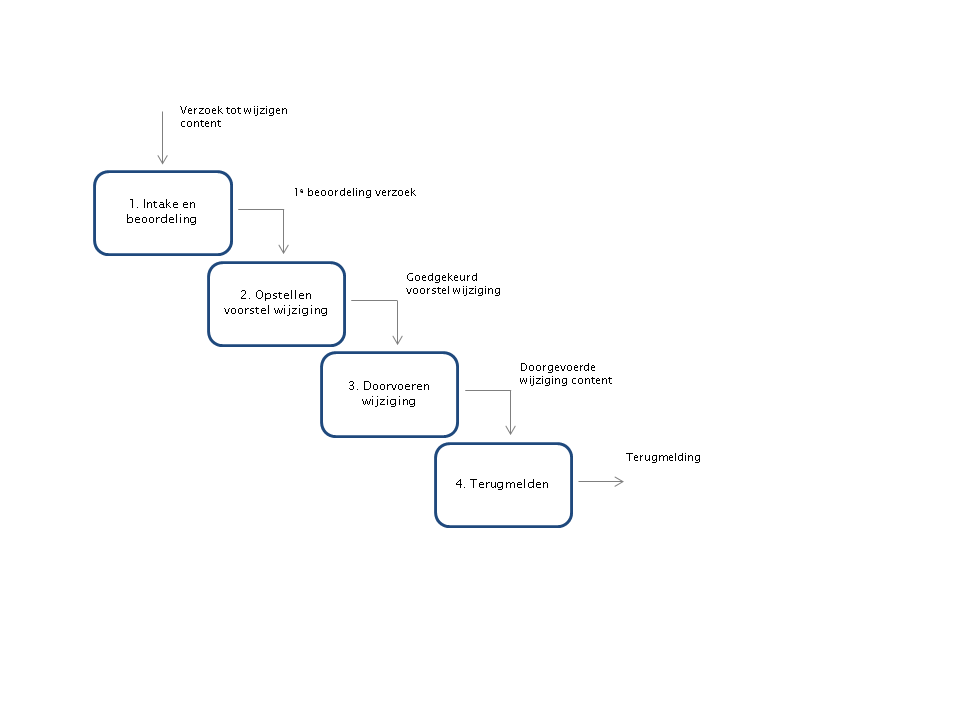 Verzoek tot wijzigen
content
1. Intake en
beoordeling
1e beoordeling verzoek
2. Opstellen
voorstel wijziging
Goedgekeurd
voorstel wijziging
3. Doorvoeren
wijziging
Doorgevoerde
wijziging content
4. Terugmelden
Terugmelding